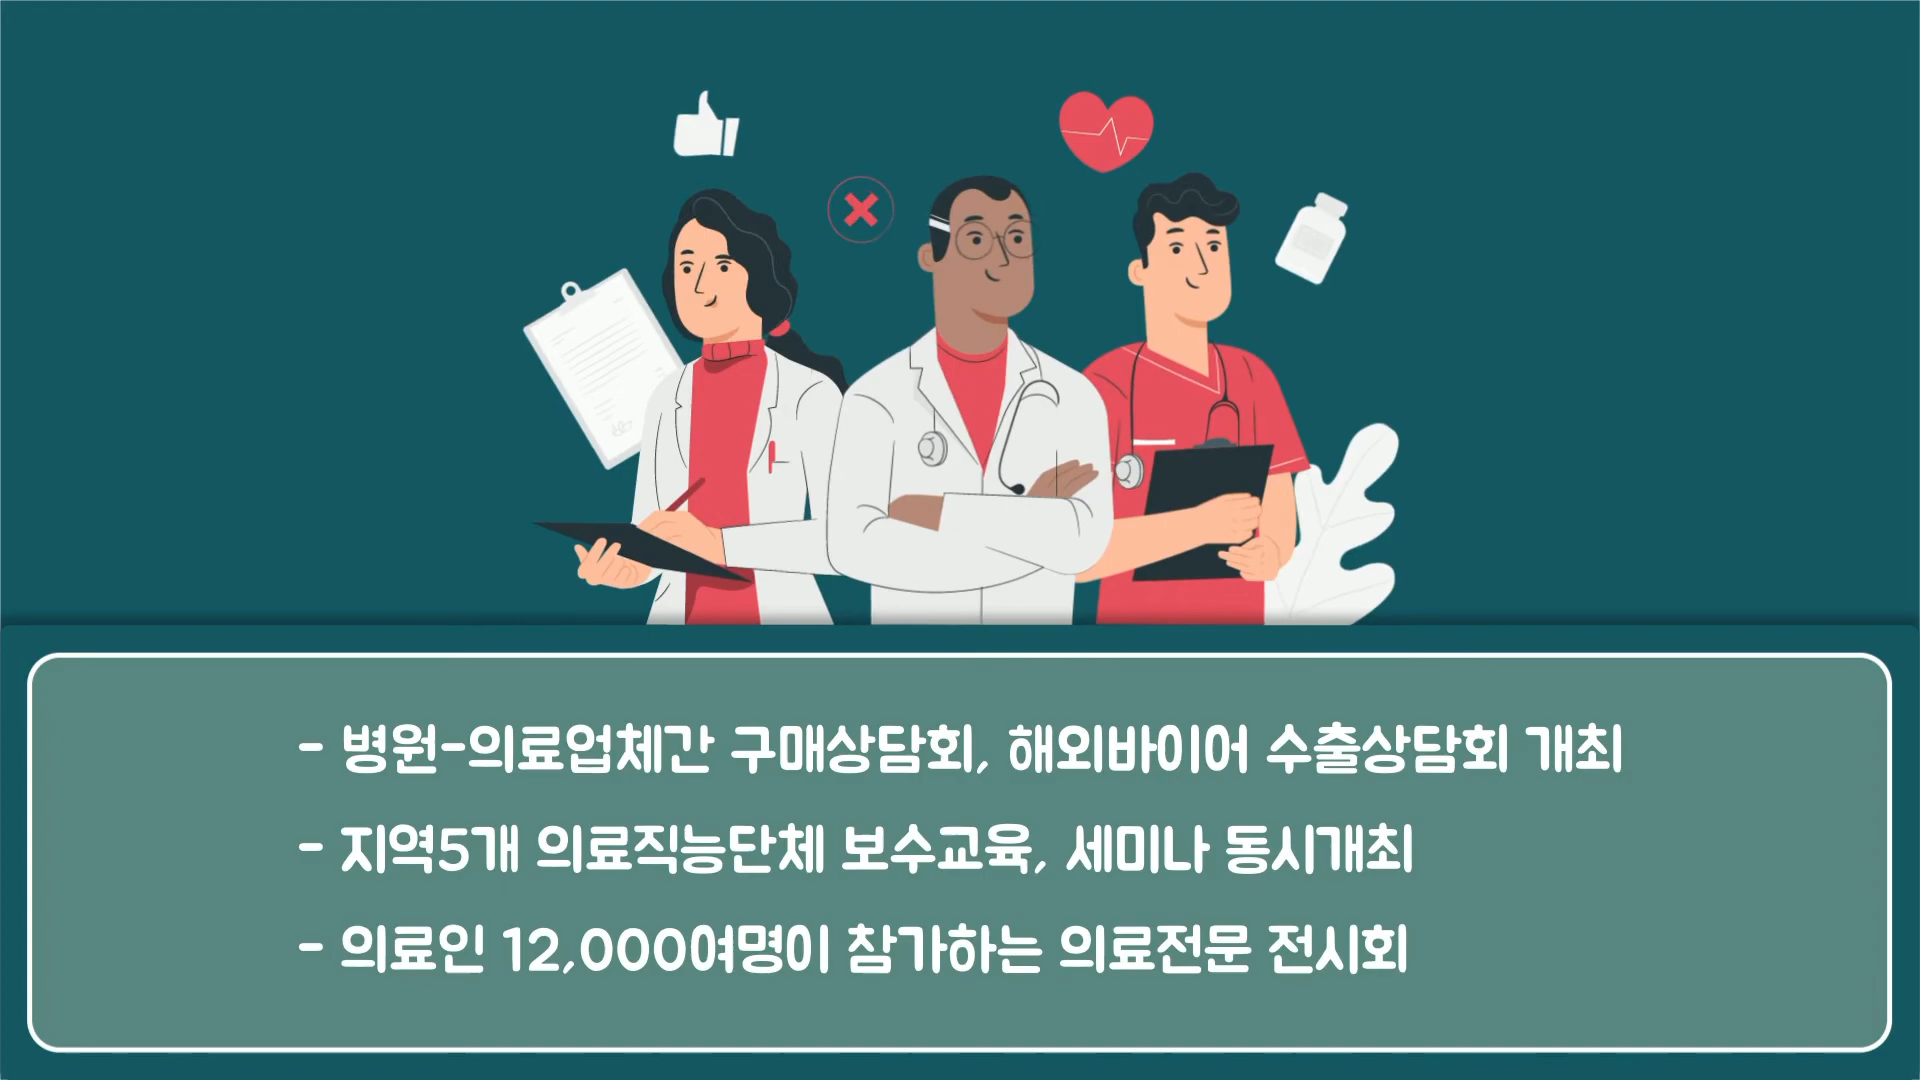 - 병원-의료업체간 구매상담회, 해외바이어 수출상담회 개최
- 지역5개 의료직능단체 보수교육, 세미나 동시개최
- 의료인 12,000여명이 참가하는 의료전문 전시회